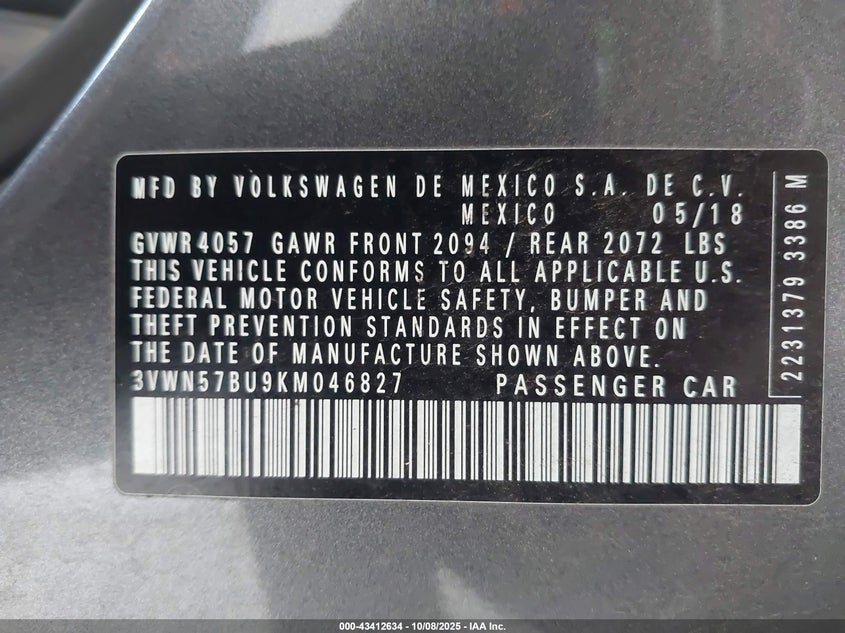 MFD BY VOLKSWAGEN DE MEXICO S.A. DE C.V.
MEXICO 05/18
GVWR 4057 GAWR FRONT 2094 / REAR 2072 LBS
THIS VEHICLE CONFORMS TO ALL APPLICABLE U.S.
FEDERAL MOTOR VEHICLE SAFETY, BUMPER AND
THEFT PREVENTION STANDARDS IN EFFECT ON
THE DATE OF MANUFACTURE SHOWN ABOVE.
3VWN57BU9KM046827 PASSENGER CAR
2231379 3386 M
000-43412634 - 10/08/2025 - IAA Inc.